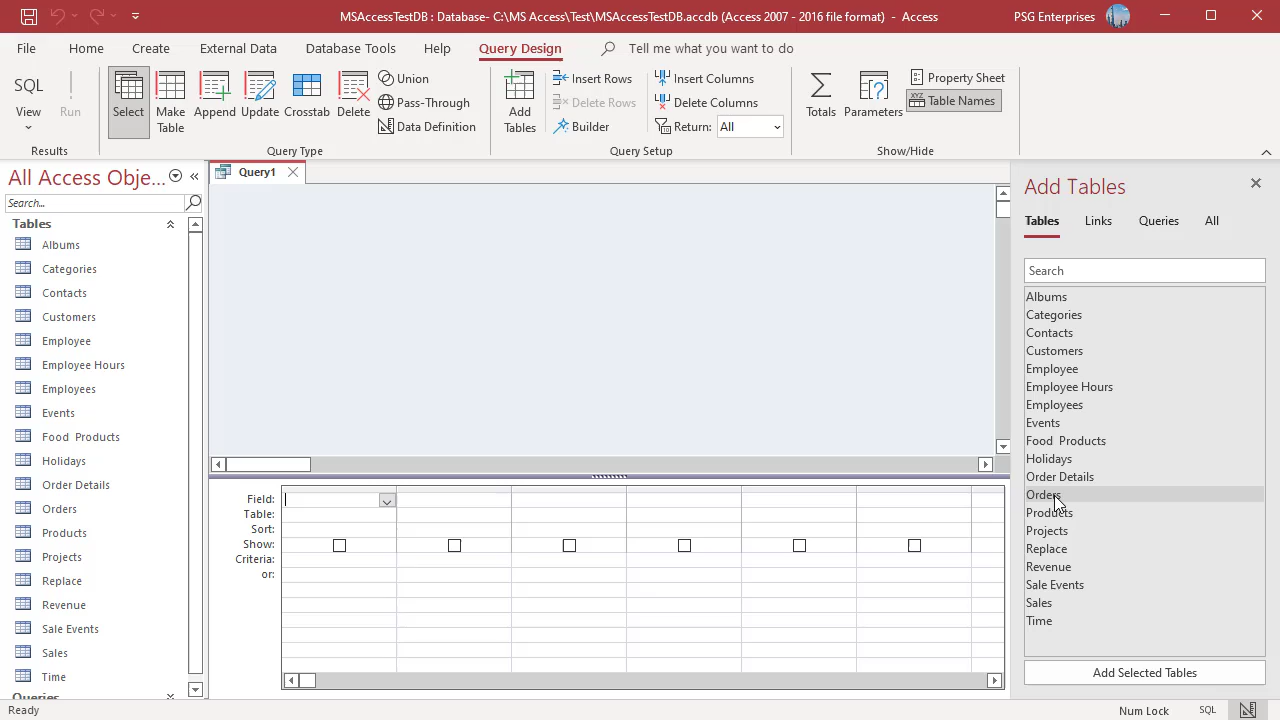 MSAccessTestDB : Database- C:\MS Access\Test\MSAccessTestDB.accdb (Access 2007 - 2016 file format) - Access
PSG Enterprises
File Home Create External Data Database Tools Help Query Design Tell me what you want to do
SQL
View
Run
Results
Select
Make
Table
Append
Update
Crosstab
Delete
Union
Pass-Through
Data Definition
Query Type
Add
Tables
Insert Rows
Delete Rows
Builder
Insert Columns
Delete Columns
Return: All
Query Setup
Totals
Parameters
Property Sheet
XYZ Table Names
Show/Hide
All Access Obje...
Search...
Tables
Albums
Categories
Contacts
Customers
Employee
Employee Hours
Employees
Events
Food Products
Holidays
Order Details
Orders
Products
Projects
Replace
Revenue
Sale Events
Sales
Time
Query1
Field:
Table:
Sort:
Show:
Criteria:
or:
Add Tables
Tables Links Queries All
Search
Albums
Categories
Contacts
Customers
Employee
Employee Hours
Employees
Events
Food Products
Holidays
Order Details
Orders
Products
Projects
Replace
Revenue
Sale Events
Sales
Time
Add Selected Tables
Ready
Num Lock
SQL